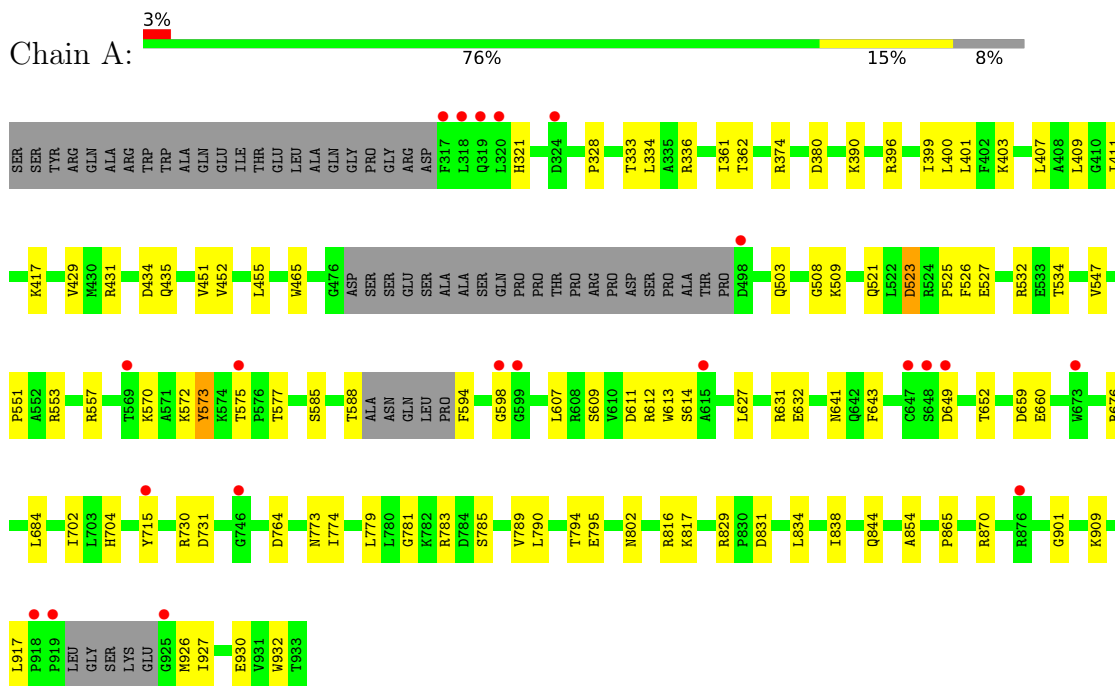 3%
Chain A:
76% 15% 8%
SER SER TYR ARG GLN ALA ARG TRP TRP ALA GLN GLU ILE THR GLU LEU ALA GLN GLY PRO GLY ARG ASP F317 L318 Q319 L320 H321 D324 P328 T333 L334 A335 R336 I361 T362 R374 D380 K390 R396 I399 L400 L401 F402 K403 L407 A408 L409 G410
K417 V429 M430 R431 D434 Q435 V451 V452 L455 W465 G476 ASP SER SER GLU SER ALA ALA SER GLN PRO PRO THR PRO ARG PRO ASP SER PRO ALA THR PRO D498 Q503 G508 K509 Q521 L522 D523 R524 P525 F526 E527 R532 E533 T534 V547
P551 A552 R553 R557 T569 K570 A571 K572 Y573 K574 T575 P576 T577 S585 T588 ALA ASN GLN LEU PRO F594 G598 G599 L607 R608 S609 V610 D611 R612 W613 S614 A615 L627 R631 E632 N641 Q642 F643 C647 S648 D649 T652 D659 E660 W673
L684 I702 L703 H704 Y715 R730 D731 G746 D764 N773 I774 L779 L780 G781 K782 R783 D784 S785 V789 L790 T794 E795 N802 R816 K817 R829 P830 D831 L834 I838 Q844 A854 P865 R870 R876 G901 K909
L917 P918 P919 LEU GLY SER LYS GLU G925 M926 I927 E930 V931 W932 T933